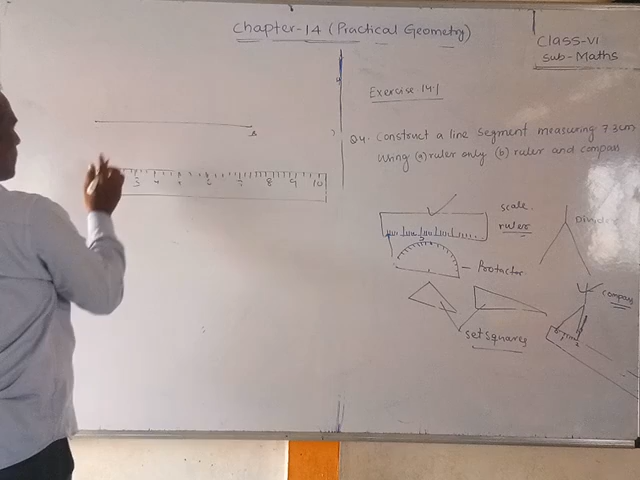 Chapter-14 (Practical Geometry)
Class-VI
Sub-Maths
Exercise 14.1
Q4. Construct a line segment measuring 7.3cm
using (a) ruler only (b) ruler and compass
scale.
ruler
Divider
Protactor
compass
set squares
3 4 5 6 7 8 9 10